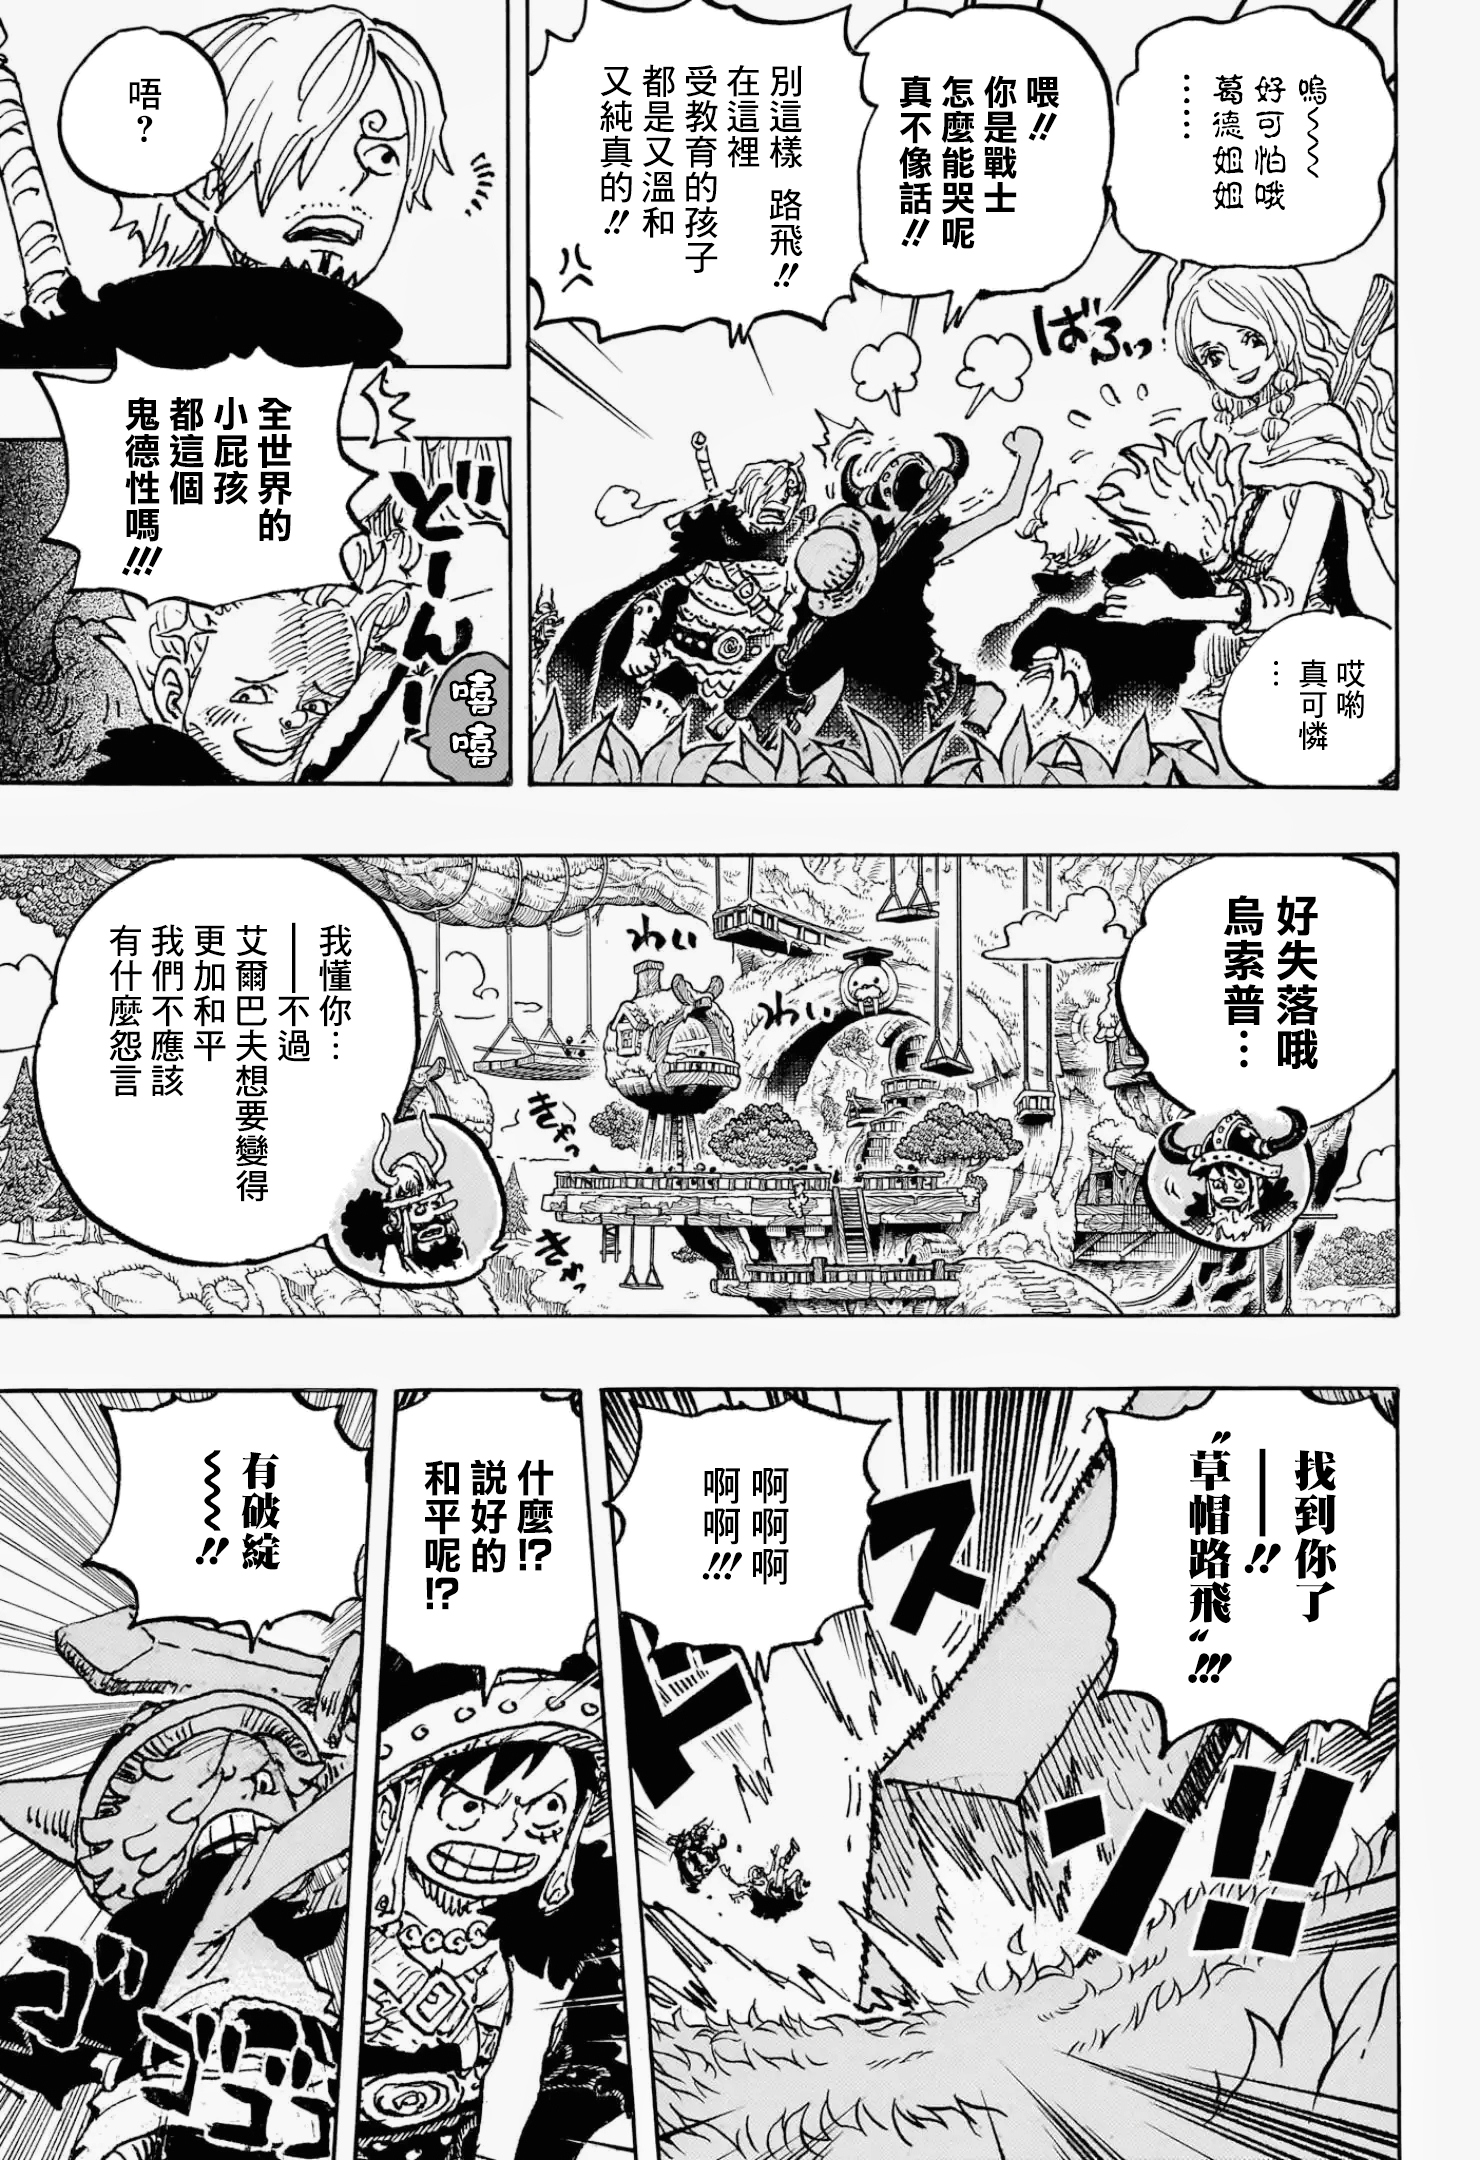 嗚～～～
好可怕哦
葛德姐姐
……
喂!!
你是戰士
怎麼能哭呢
真不像話!!
別這樣 路飛!!
在這裡
受教育的孩子
都是又溫和
又純真的!!
ばふっ
哎喲
真可憐
…
唔?
全世界的
小屁孩
都這個
鬼德性嗎!!!
どーん!
嘻嘻
好失落哦
烏索普…
わい
わい
きゃっ
きゃっ
我懂你…
——不過
艾爾巴夫想要變得
更加和平
我們不應該
有什麼怨言
找到你了
——!!
"草帽路飛"!!!
啊啊啊
啊啊!!!
ズドン!!
什麼!?
説好的
和平呢!?
有破綻
～～～!!
ゴゴゴ